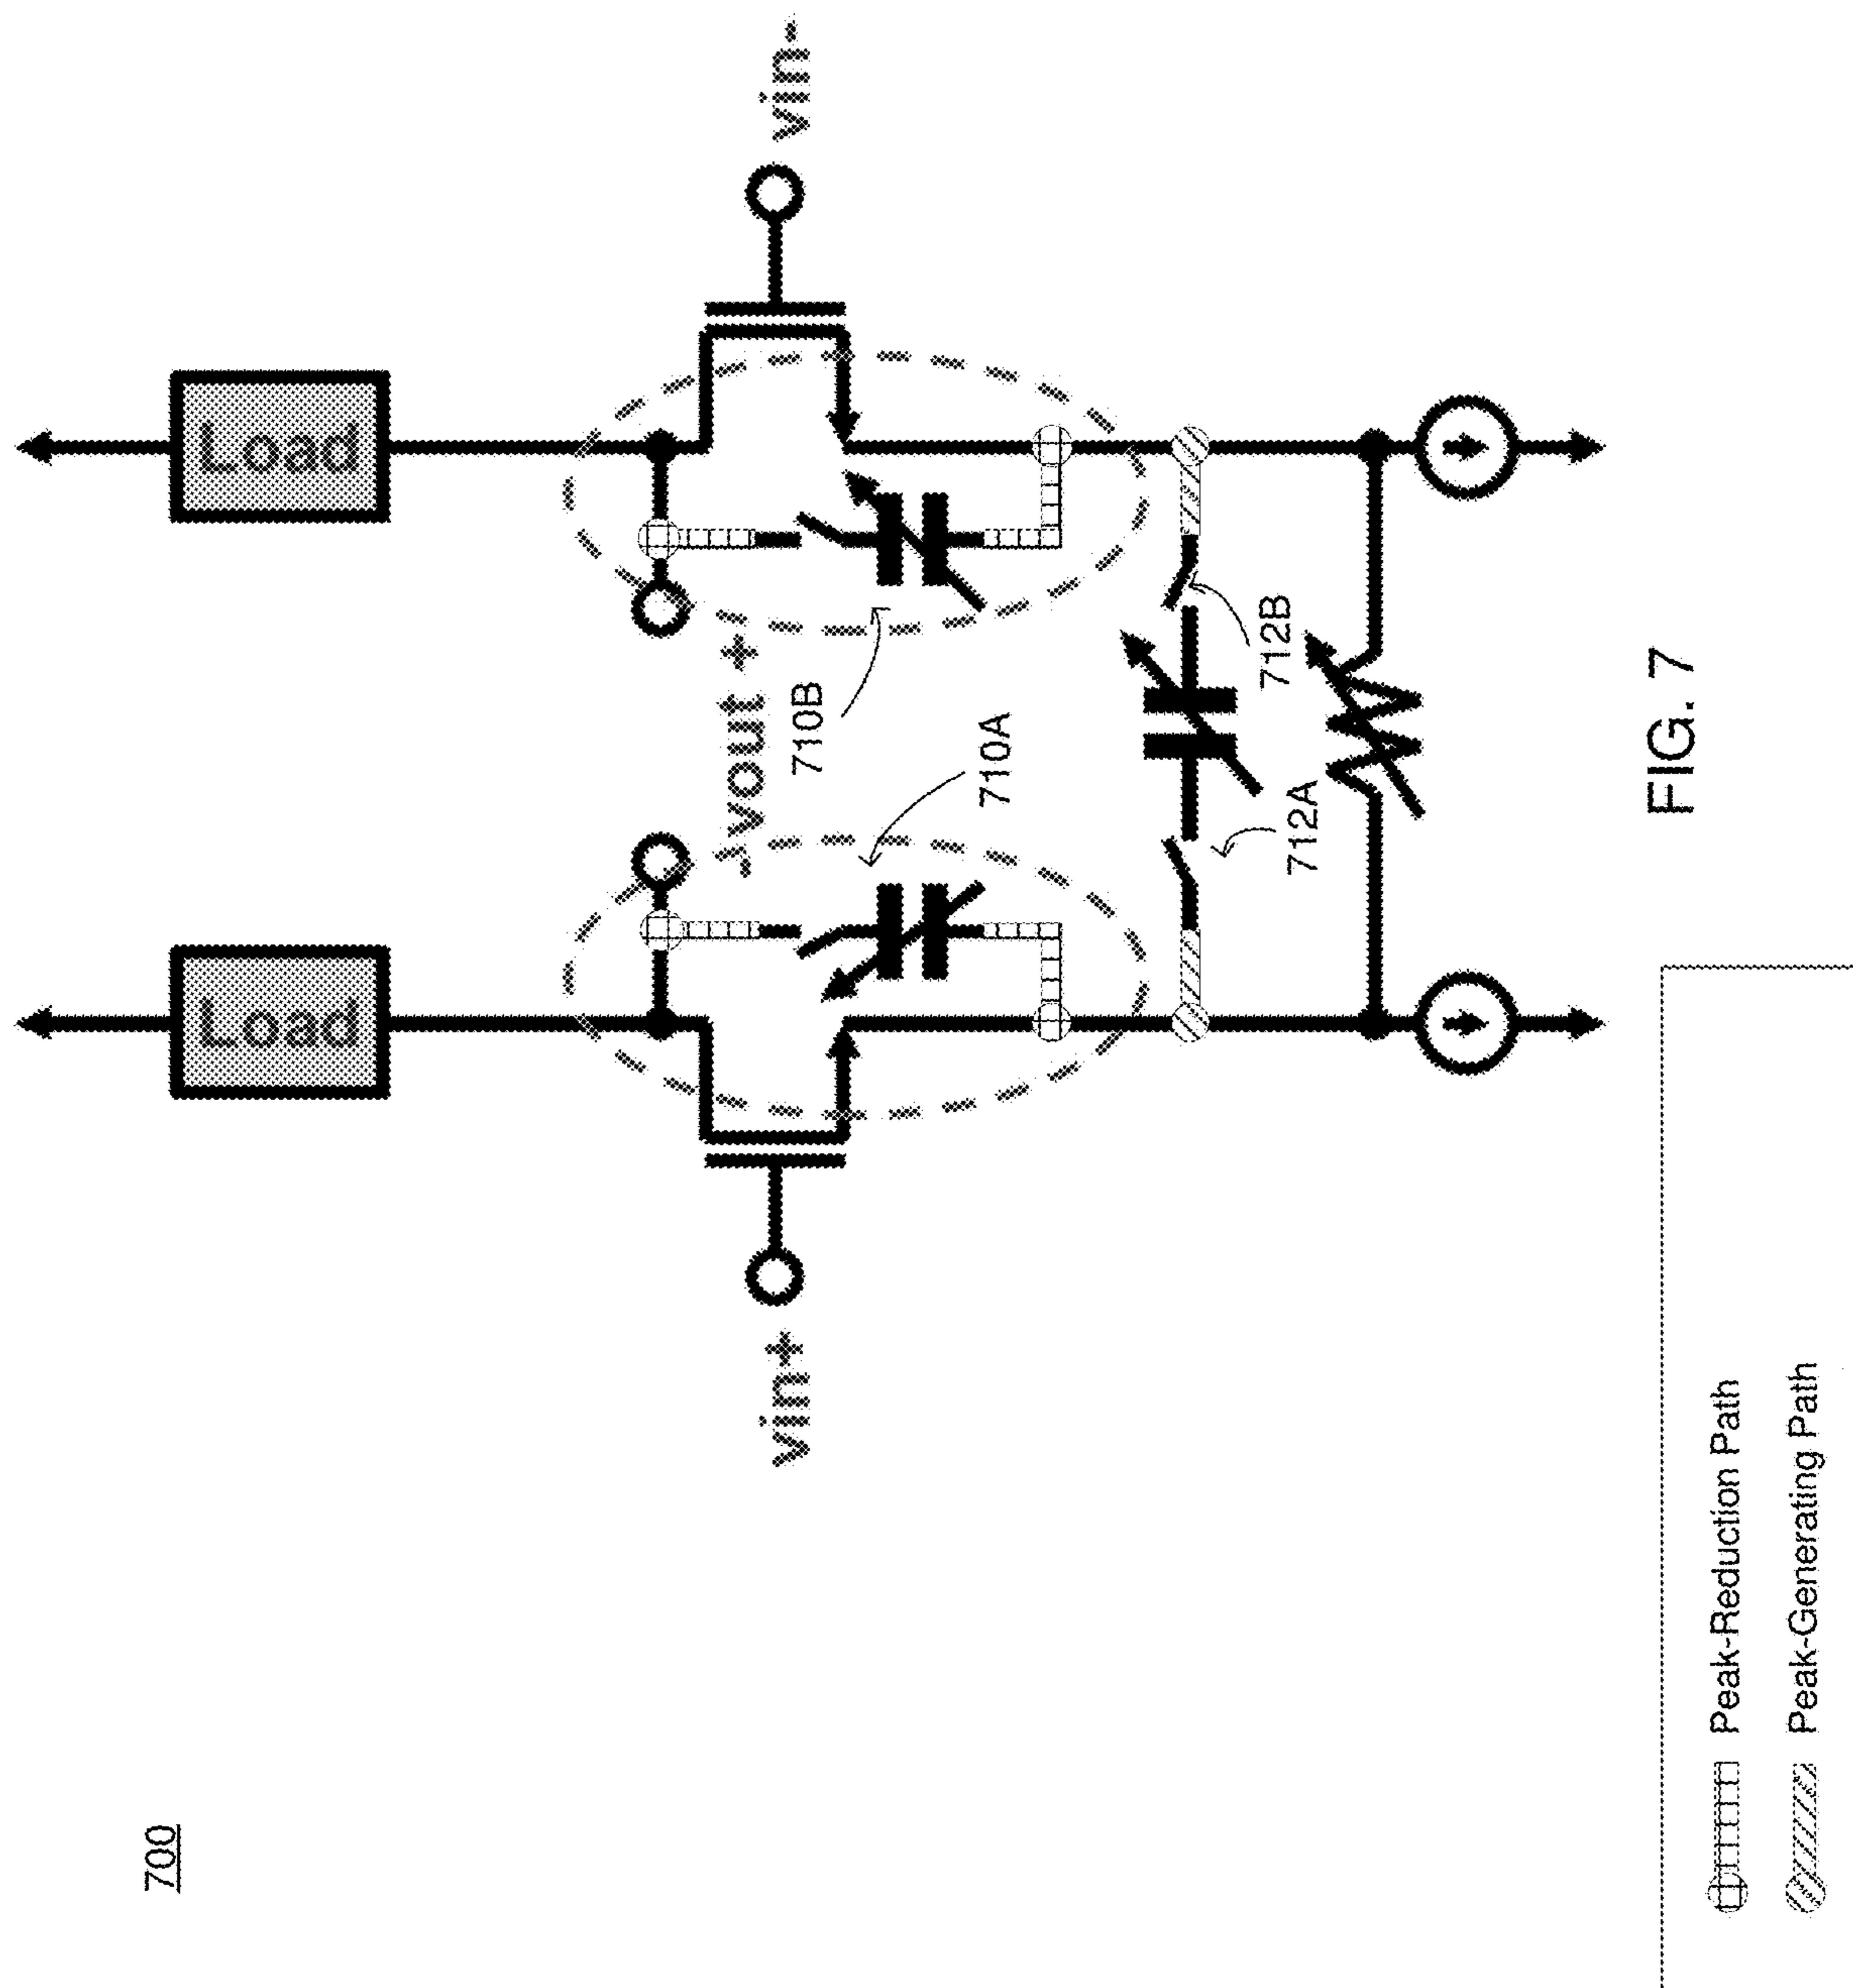 700
Load
Load
vin+
vin-
- vout +
710B
710A
712B
712A
FIG. 7
Peak-Reduction Path
Peak-Generating Path